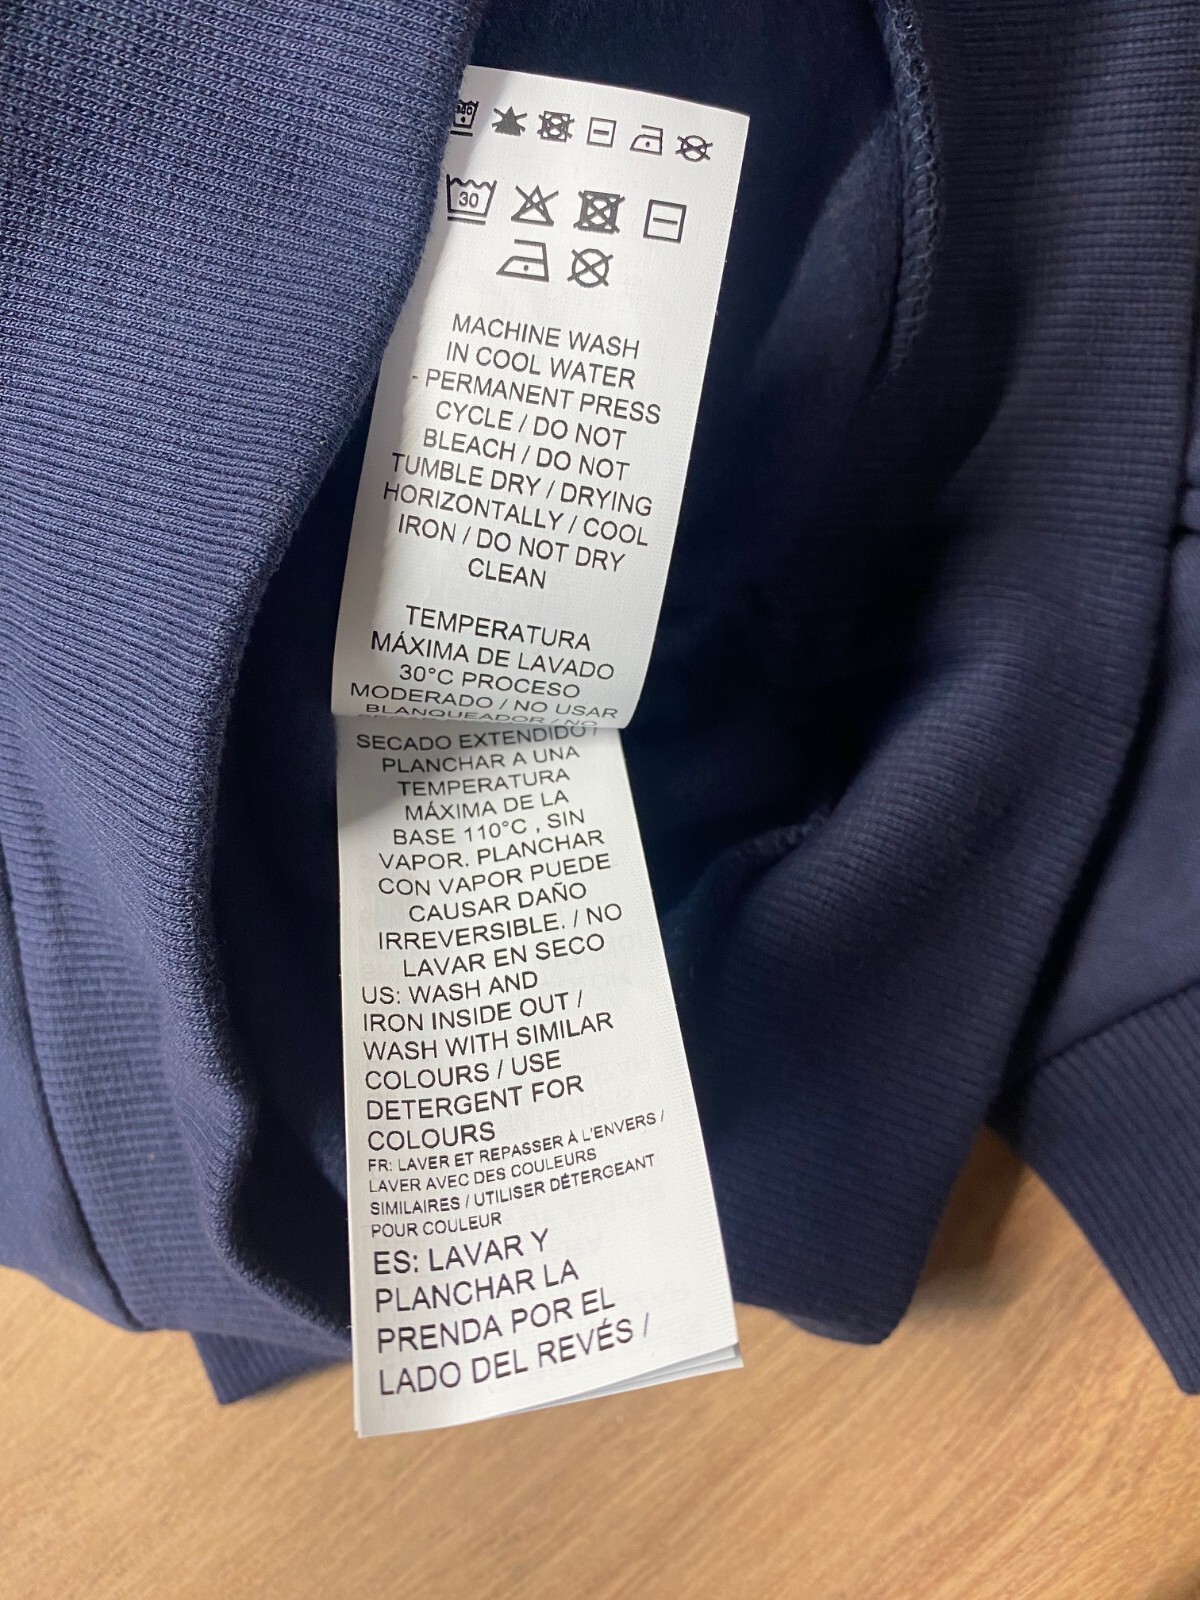 30
MACHINE WASH
IN COOL WATER
- PERMANENT PRESS
CYCLE / DO NOT
BLEACH / DO NOT
TUMBLE DRY / DRYING
HORIZONTALLY / COOL
IRON / DO NOT DRY
CLEAN
TEMPERATURA
MÁXIMA DE LAVADO
30°C PROCESO
MODERADO / NO USAR
BLANQUEADOR / NO
SECADO EXTENDIDO /
PLANCHAR A UNA
TEMPERATURA
MÁXIMA DE LA
BASE 110°C , SIN
VAPOR. PLANCHAR
CON VAPOR PUEDE
CAUSAR DAÑO
IRREVERSIBLE. / NO
LAVAR EN SECO
US: WASH AND
IRON INSIDE OUT /
WASH WITH SIMILAR
COLOURS / USE
DETERGENT FOR
COLOURS
FR: LAVER ET REPASSER À L'ENVERS /
LAVER AVEC DES COULEURS
SIMILAIRES / UTILISER DÉTERGEANT
POUR COULEUR
ES: LAVAR Y
PLANCHAR LA
PRENDA POR EL
LADO DEL REVÉS /